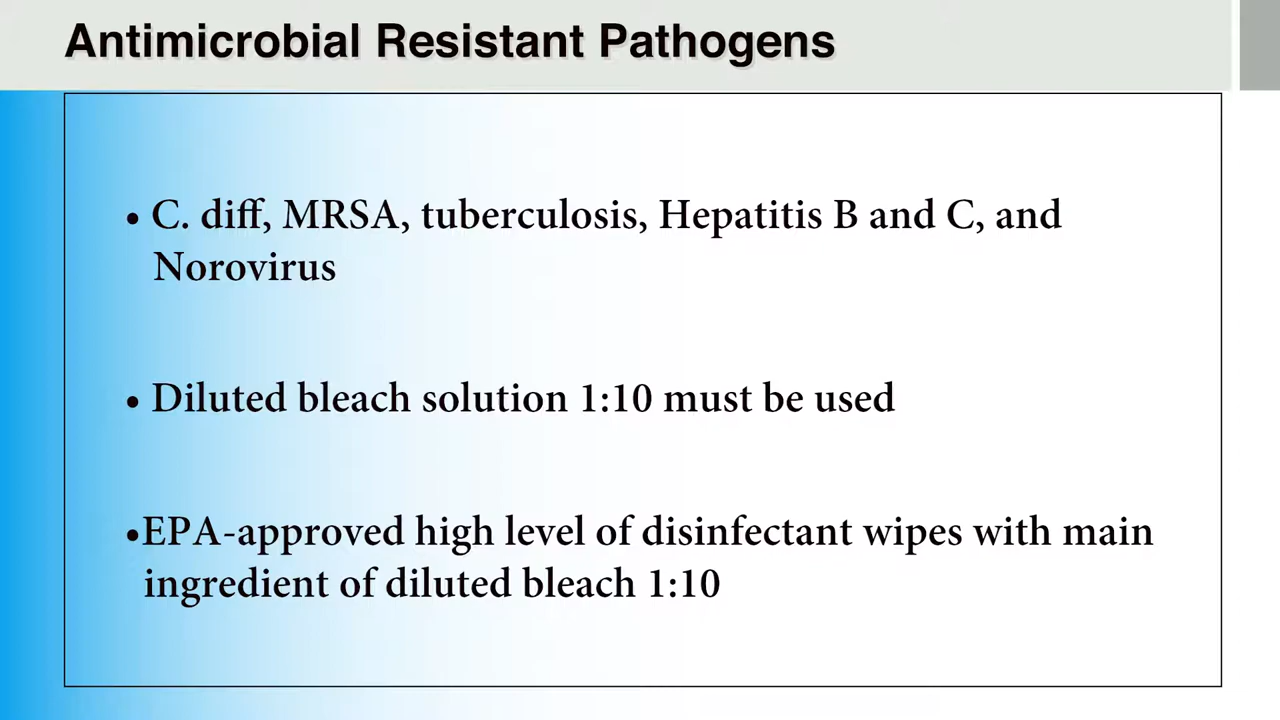 Antimicrobial Resistant Pathogens
• C. diff, MRSA, tuberculosis, Hepatitis B and C, and
Norovirus
• Diluted bleach solution 1:10 must be used
•EPA-approved high level of disinfectant wipes with main
ingredient of diluted bleach 1:10